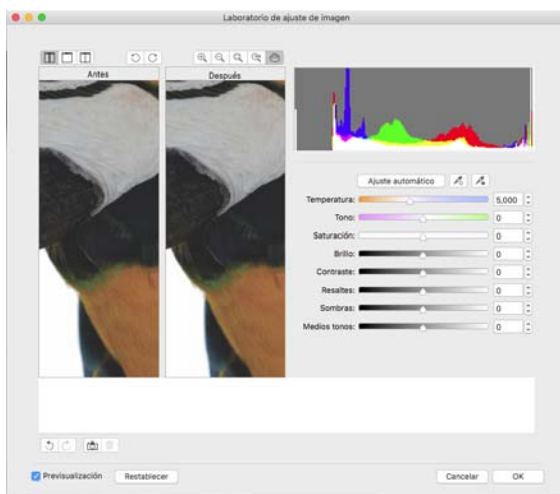 Laboratorio de ajuste de imagen
Antes
Después
Ajuste automático
Temperatura: 5,000
Tono: 0
Saturación: 0
Brillo: 0
Contraste: 0
Resaltes: 0
Sombras: 0
Medios tonos: 0
Previsualización Restablecer Cancelar OK